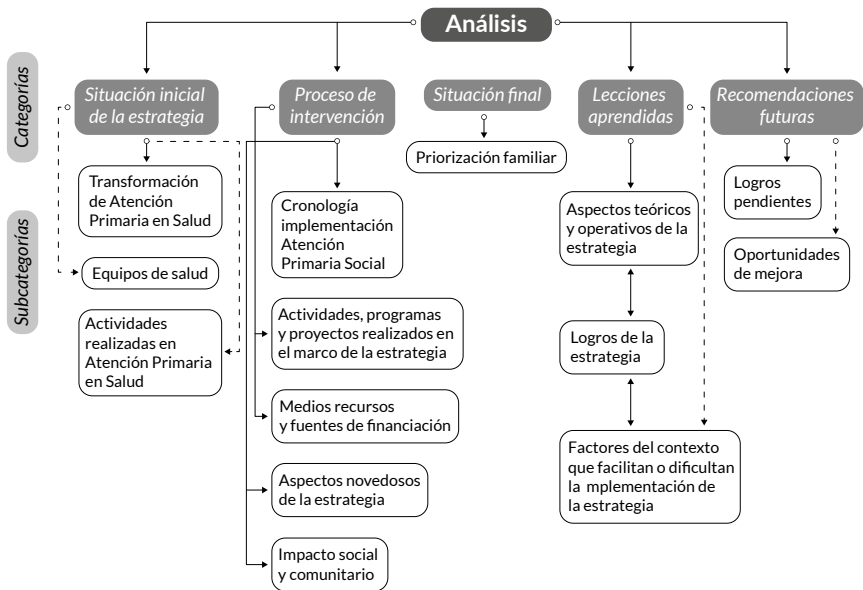 Análisis
Categorías
Situación inicial
de la estrategia
Proceso de
intervención
Situación final
Lecciones
aprendidas
Recomendaciones
futuras
Subcategorías
Transformación
de Atención
Primaria en Salud
Equipos de salud
Actividades
realizadas en
Atención Primaria
en Salud
Cronología
implementación
Atención
Primaria Social
Actividades, programas
y proyectos realizados en
el marco de la estrategia
Medios recursos
y fuentes de financiación
Aspectos novedosos
de la estrategia
Impacto social
y comunitario
Priorización familiar
Aspectos teóricos
y operativos de la
estrategia
Logros de la
estrategia
Factores del contexto
que facilitan o dificultan
la mplementación de
la estrategia
Logros
pendientes
Oportunidades
de mejora